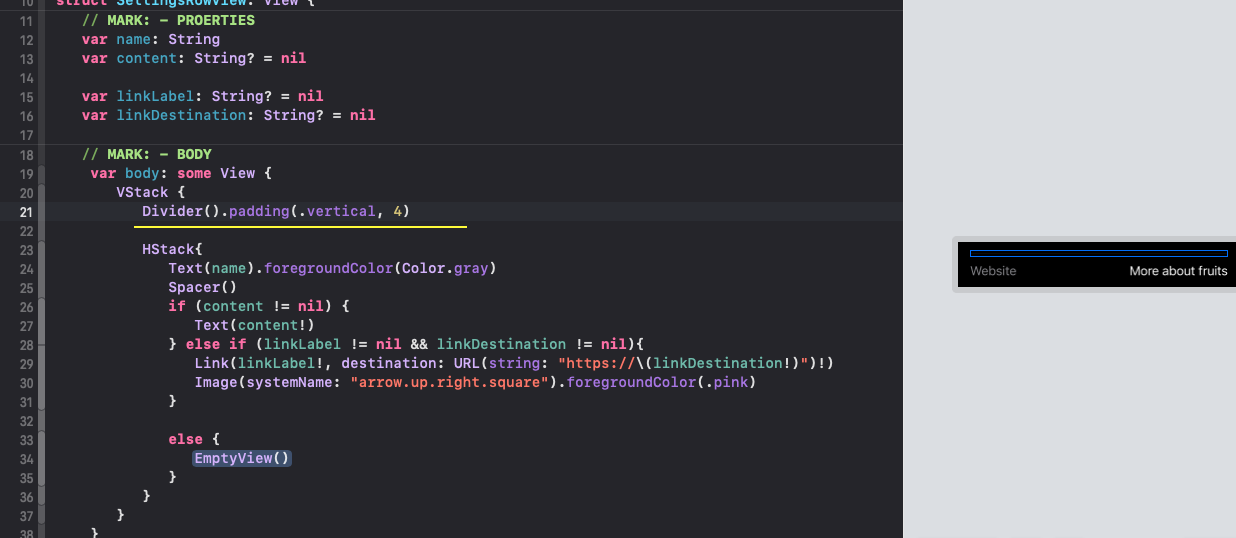 10 struct SettingsRowView: View {
11 // MARK: – PROERTIES
12 var name: String
13 var content: String? = nil
14
15 var linkLabel: String? = nil
16 var linkDestination: String? = nil
17
18 // MARK: – BODY
19 var body: some View {
20 VStack {
21 Divider().padding(.vertical, 4)
22
23 HStack{
24 Text(name).foregroundColor(Color.gray)
25 Spacer()
26 if (content != nil) {
27 Text(content!)
28 } else if (linkLabel != nil && linkDestination != nil){
29 Link(linkLabel!, destination: URL(string: "https://\(linkDestination!)")!)
30 Image(systemName: "arrow.up.right.square").foregroundColor(.pink)
31 }
32
33 else {
34 EmptyView()
35 }
36 }
37 }
38 }
Website More about fruits